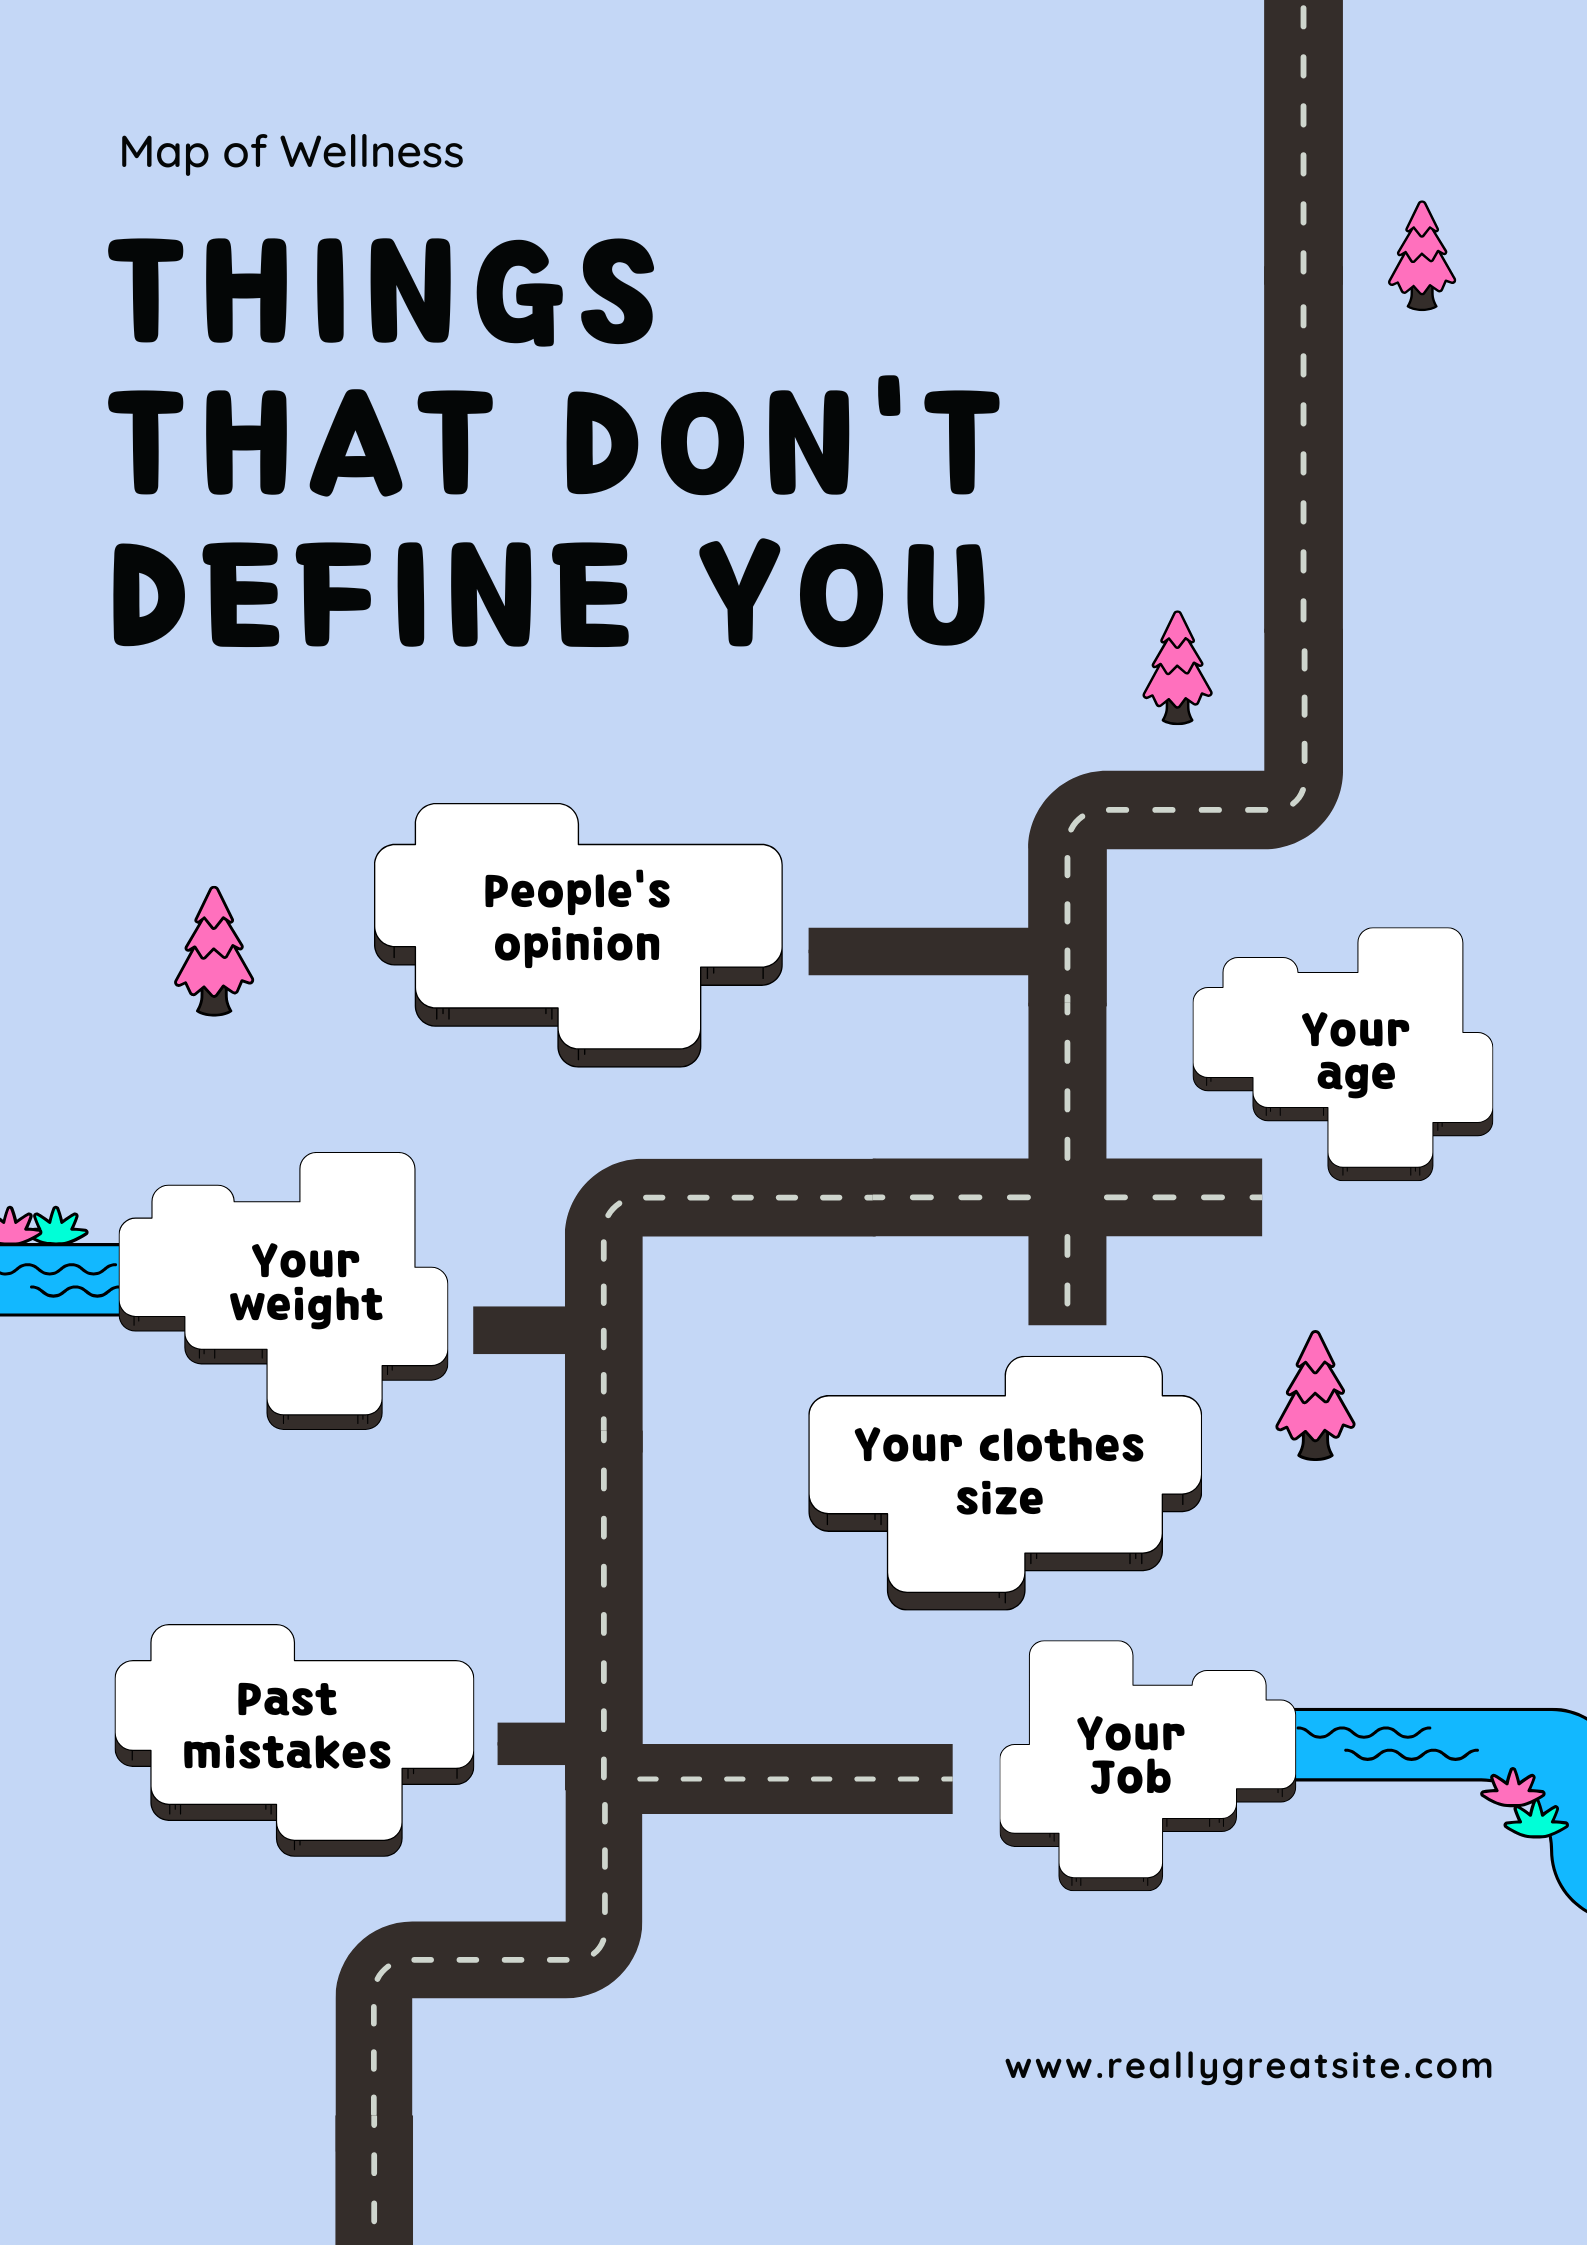 Map of Wellness
THINGS
THAT DON'T
DEFINE YOU
People's
opinion
Your
age
Your
weight
Your clothes
size
Past
mistakes
Your
Job
www.reallygreatsite.com